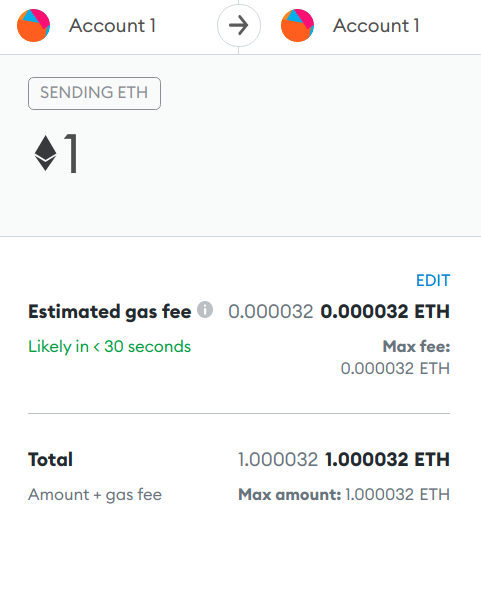 Account 1 Account 1
SENDING ETH
1
EDIT
Estimated gas fee 0.000032 0.000032 ETH
Likely in < 30 seconds Max fee:
0.000032 ETH
Total 1.000032 1.000032 ETH
Amount + gas fee Max amount: 1.000032 ETH